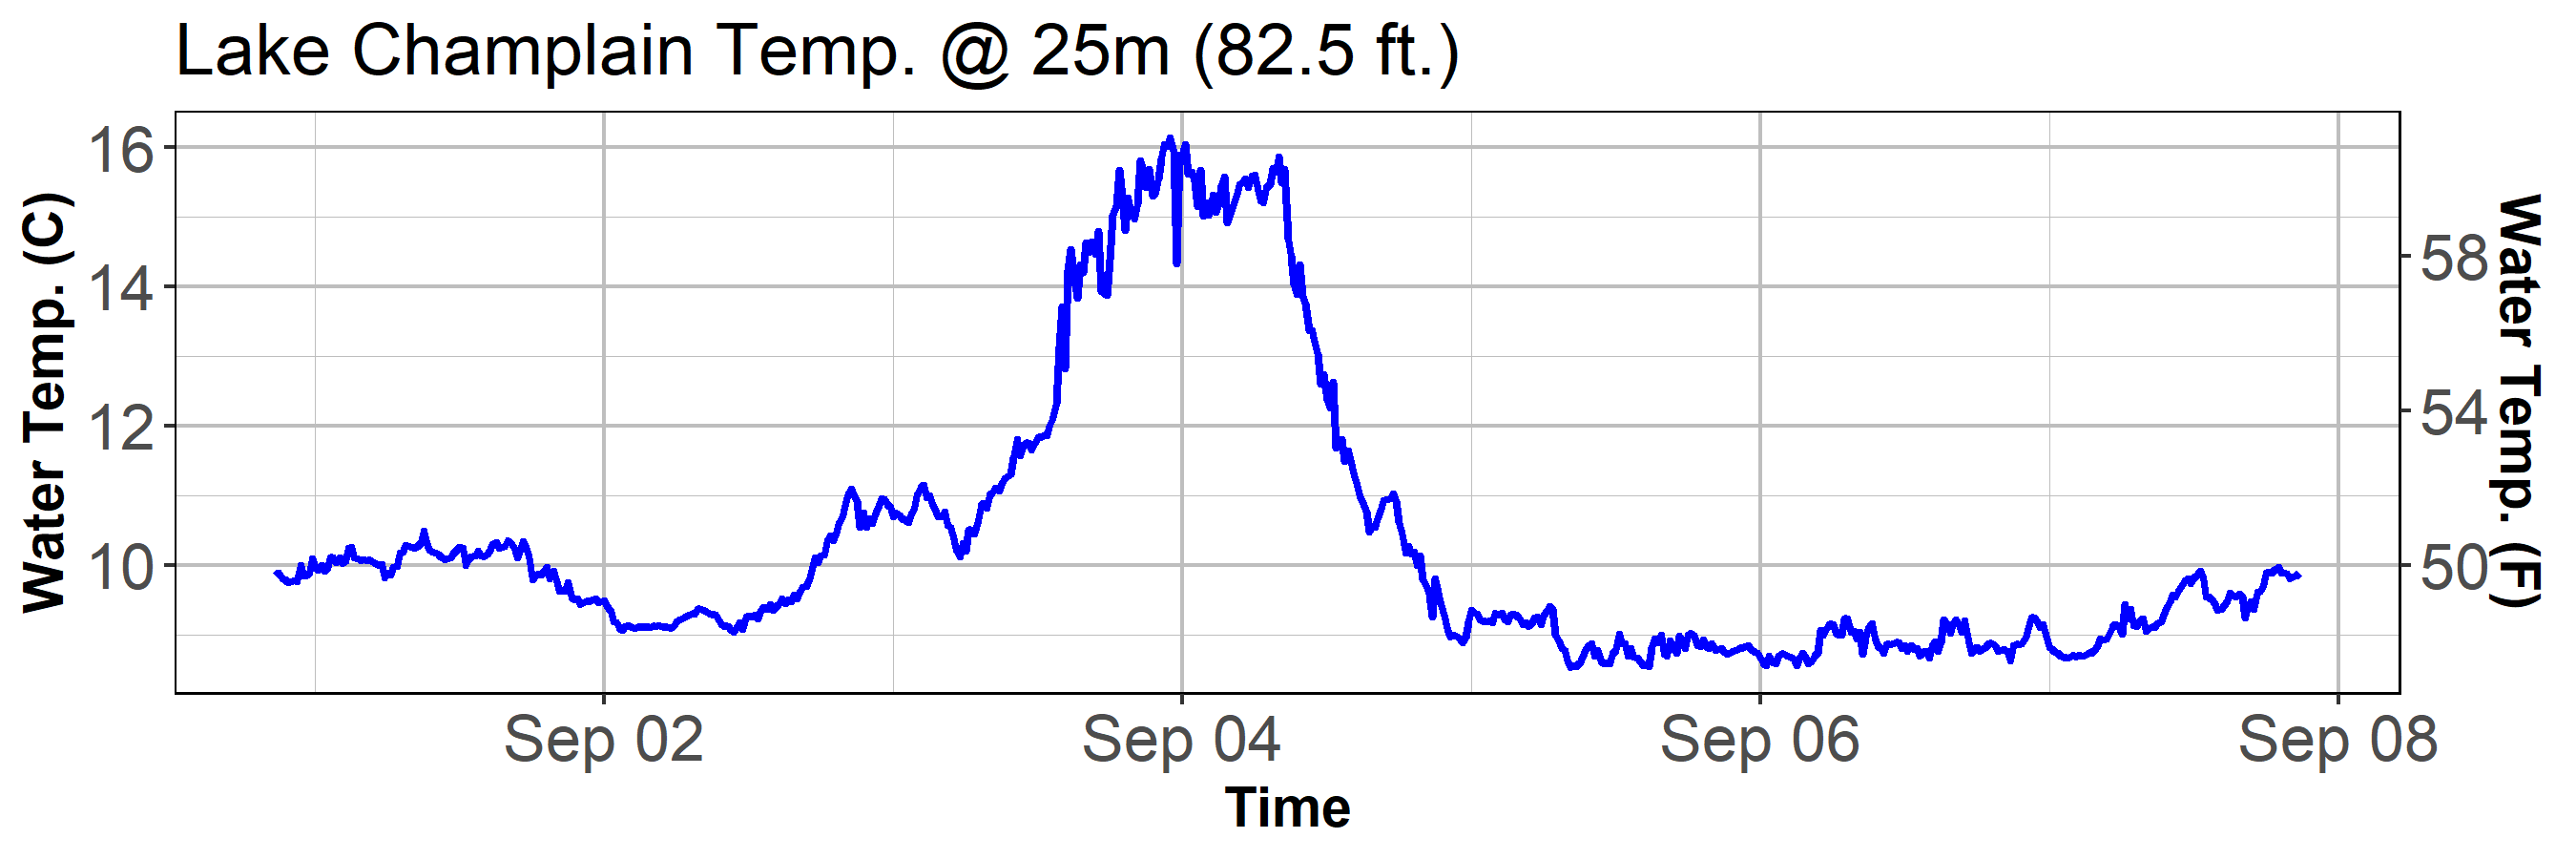 Lake Champlain Temp. @ 25m (82.5 ft.)
Water Temp. (C)
16
14
12
10
58
54
50
Water Temp. (F)
Sep 02 Sep 04 Sep 06 Sep 08
Time